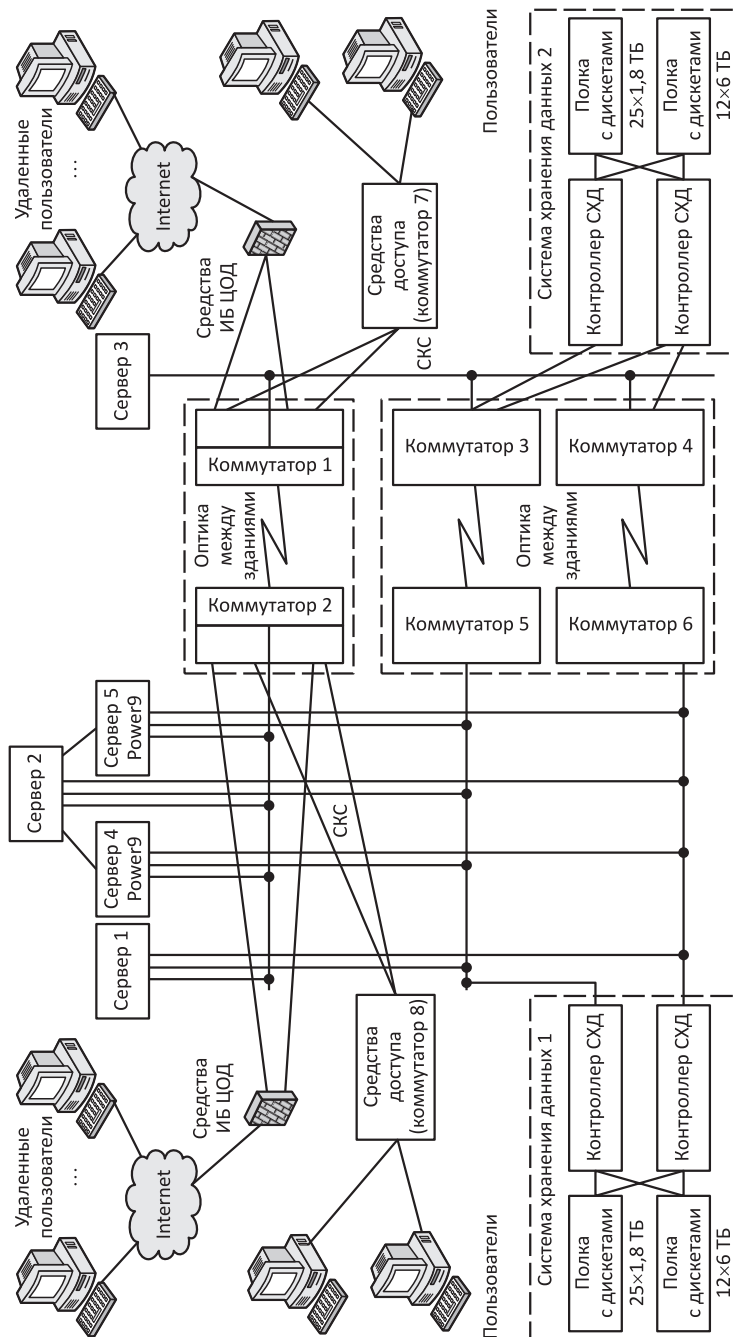 Удаленные
пользователи
...
Internet
Средства
ИБ ЦОД
Пользователи
Средства
доступа
(коммутатор 8)
Система хранения данных 1
Полка
с дискетами
25×1,8 ТБ
Контроллер СХД
Полка
с дискетами
12×6 ТБ
Контроллер СХД
Сервер 1
Сервер 4
Power9
Сервер 2
Сервер 5
Power9
СКС
Коммутатор 2
Оптика
между
зданиями
Коммутатор 1
Коммутатор 5
Коммутатор 3
Оптика
между
зданиями
Коммутатор 6
Коммутатор 4
Сервер 3
СКС
Удаленные
пользователи
...
Internet
Средства
ИБ ЦОД
Средства
доступа
(коммутатор 7)
Пользователи
Система хранения данных 2
Контроллер СХД
Полка
с дискетами
25×1,8 ТБ
Контроллер СХД
Полка
с дискетами
12×6 ТБ